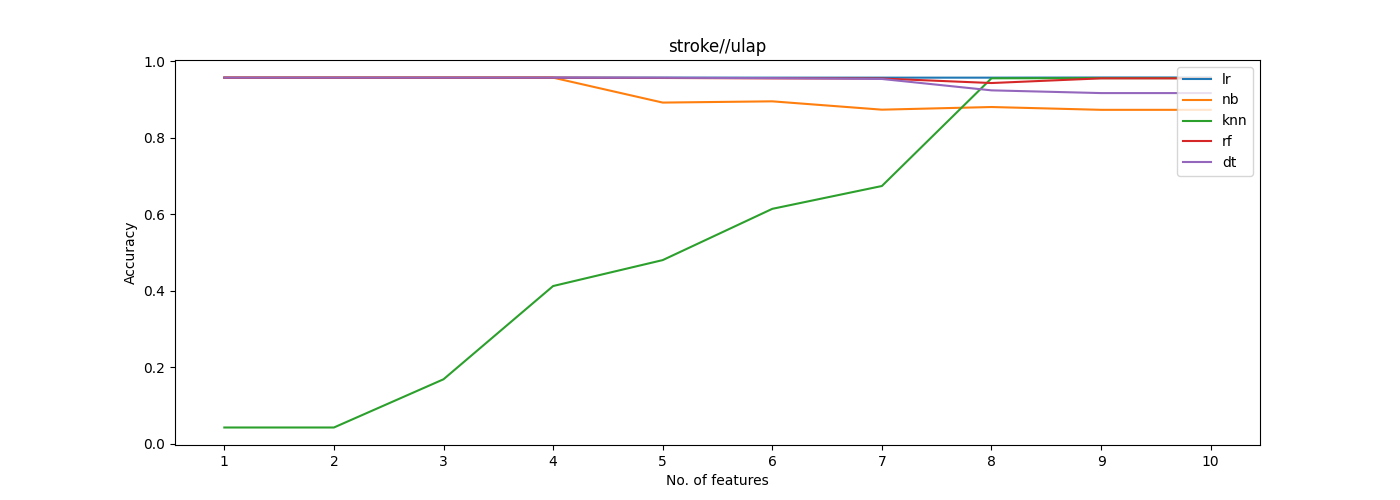 stroke//ulap
1.0
0.8
0.6
0.4
0.2
0.0
Accuracy
lr
nb
knn
rf
dt
1 2 3 4 5 6 7 8 9 10
No. of features